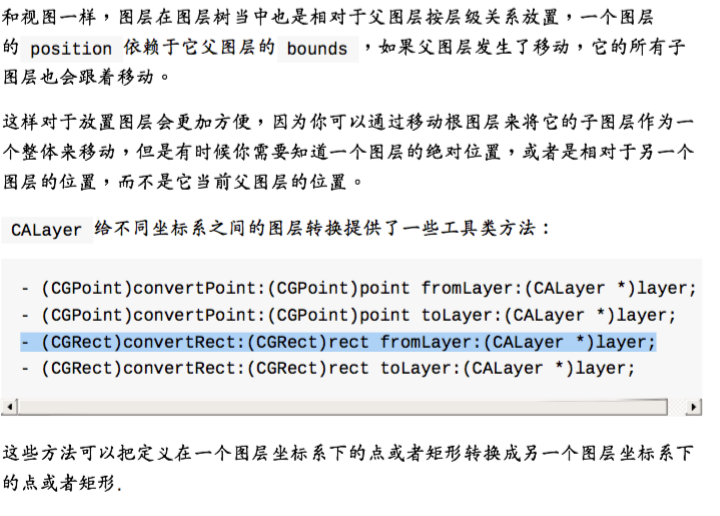 和视图一样，图层在图层树当中也是相对于父图层按层级关系放置，一个图层
的 position 依赖于它父图层的 bounds ，如果父图层发生了移动，它的所有子
图层也会跟着移动。
这样对于放置图层会更加方便，因为你可以通过移动根图层来将它的子图层作为一
个整体来移动，但是有时候你需要知道一个图层的绝对位置，或者是相对于另一个
图层的位置，而不是它当前父图层的位置。
CALayer 给不同坐标系之间的图层转换提供了一些工具类方法：
- (CGPoint)convertPoint:(CGPoint)point fromLayer:(CALayer *)layer;
- (CGPoint)convertPoint:(CGPoint)point toLayer:(CALayer *)layer;
- (CGRect)convertRect:(CGRect)rect fromLayer:(CALayer *)layer;
- (CGRect)convertRect:(CGRect)rect toLayer:(CALayer *)layer;
这些方法可以把定义在一个图层坐标系下的点或者矩形转换成另一个图层坐标系下
的点或者矩形.